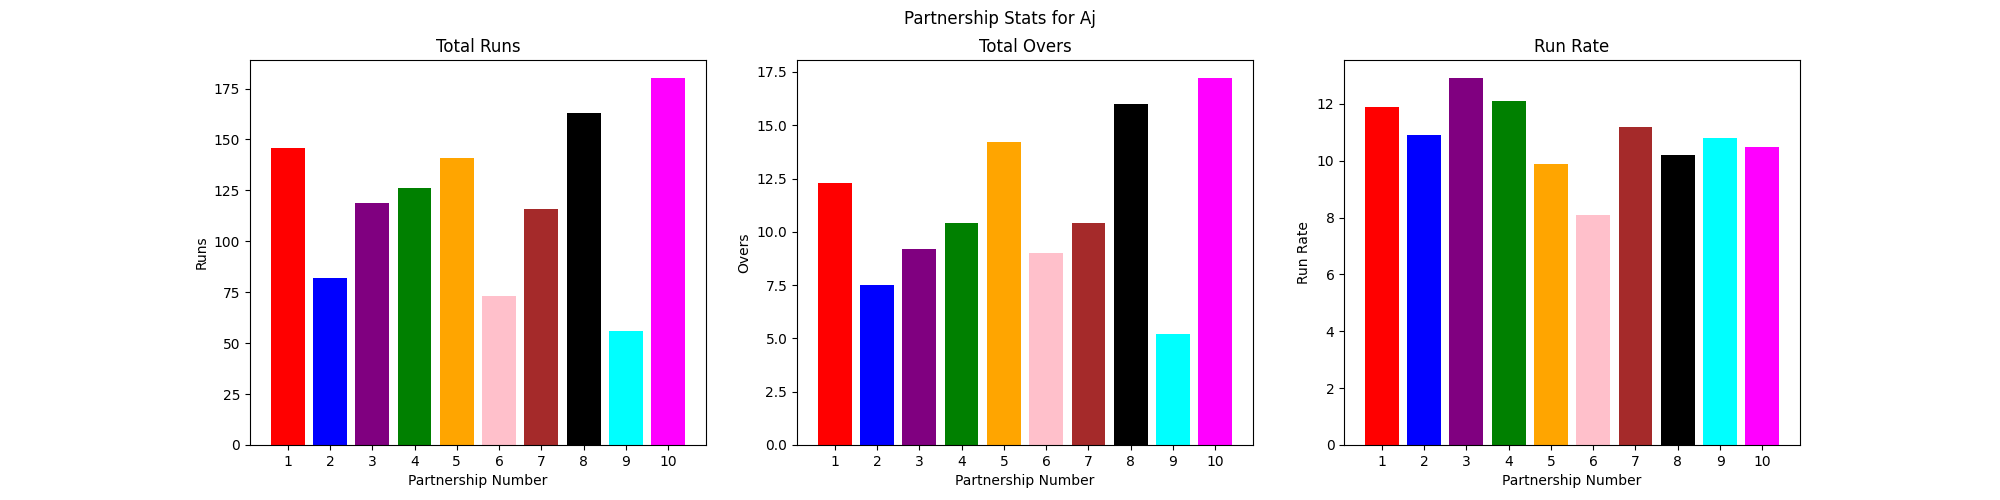 Partnership Stats for Aj
Total Runs
Runs
175
150
125
100
75
50
25
0
1 2 3 4 5 6 7 8 9 10
Partnership Number
Total Overs
Overs
17.5
15.0
12.5
10.0
7.5
5.0
2.5
0.0
1 2 3 4 5 6 7 8 9 10
Partnership Number
Run Rate
Run Rate
12
10
8
6
4
2
0
1 2 3 4 5 6 7 8 9 10
Partnership Number